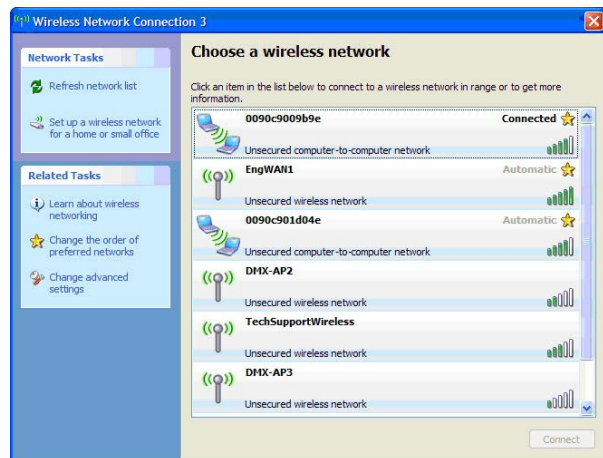 Wireless Network Connection 3
Network Tasks
Refresh network list
Set up a wireless network
for a home or small office
Related Tasks
Learn about wireless
networking
Change the order of
preferred networks
Change advanced
settings
Choose a wireless network
Click an item in the list below to connect to a wireless network in range or to get more
information.
0090c9009b9e Connected
Unsecured computer-to-computer network
EngWAN1 Automatic
Unsecured wireless network
0090c901d04e Automatic
Unsecured computer-to-computer network
DMX-AP2
Unsecured wireless network
TechSupportWireless
Unsecured wireless network
DMX-AP3
Unsecured wireless network
Connect